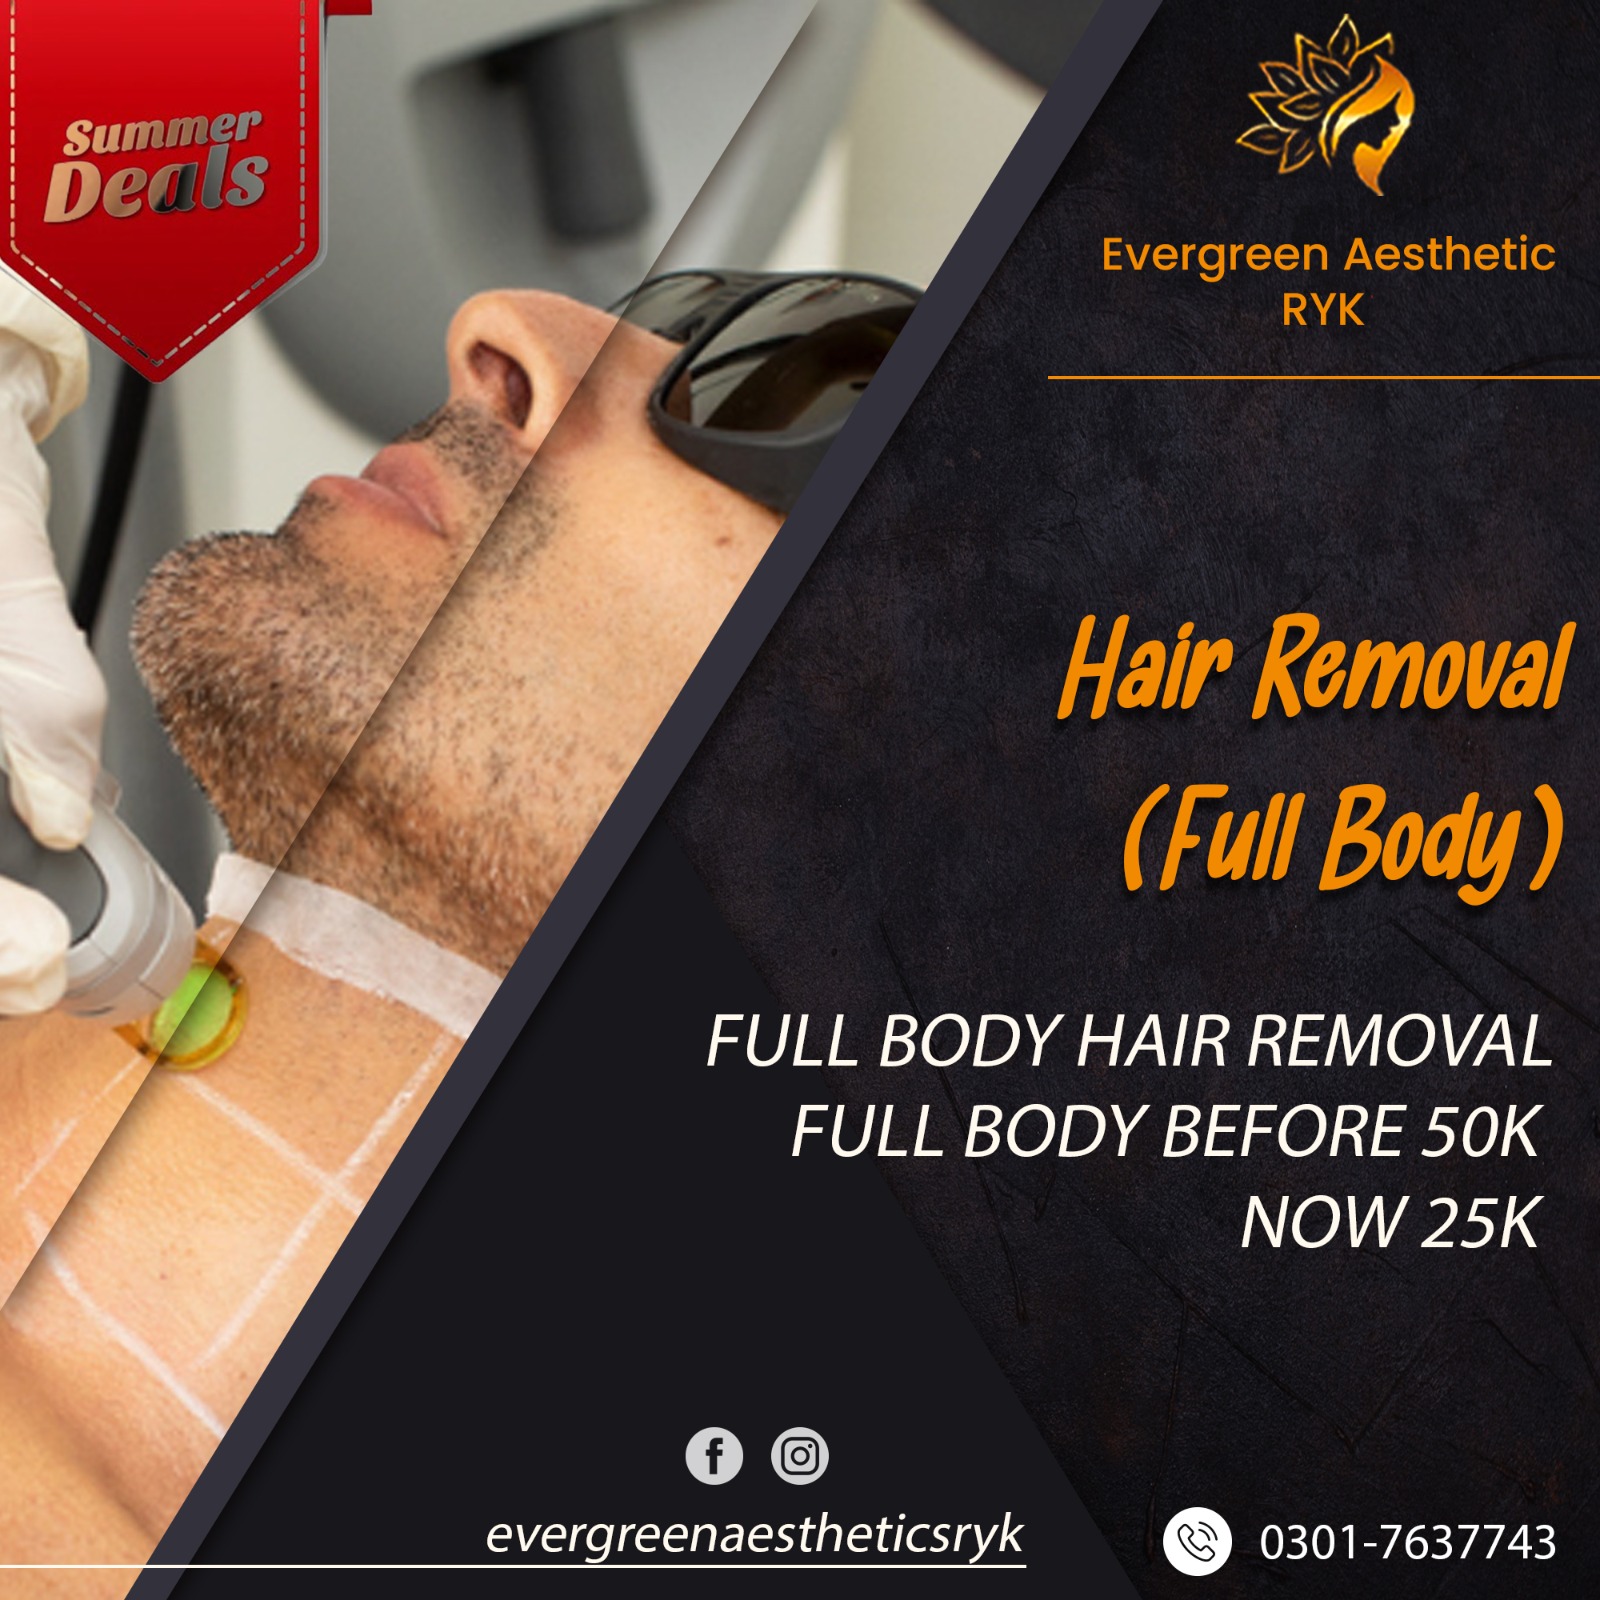 Summer
Deals
Evergreen Aesthetic
RYK
Hair Removal
(Full Body)
FULL BODY HAIR REMOVAL
FULL BODY BEFORE 50K
NOW 25K
evergreenaestheticsryk
0301-7637743